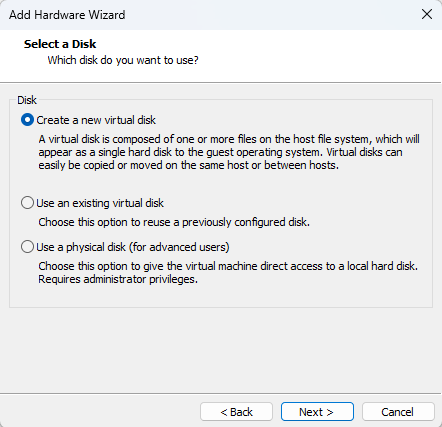 Add Hardware Wizard
Select a Disk
Which disk do you want to use?
Disk
Create a new virtual disk
A virtual disk is composed of one or more files on the host file system, which will
appear as a single hard disk to the guest operating system. Virtual disks can
easily be copied or moved on the same host or between hosts.
Use an existing virtual disk
Choose this option to reuse a previously configured disk.
Use a physical disk (for advanced users)
Choose this option to give the virtual machine direct access to a local hard disk.
Requires administrator privileges.
< Back Next > Cancel